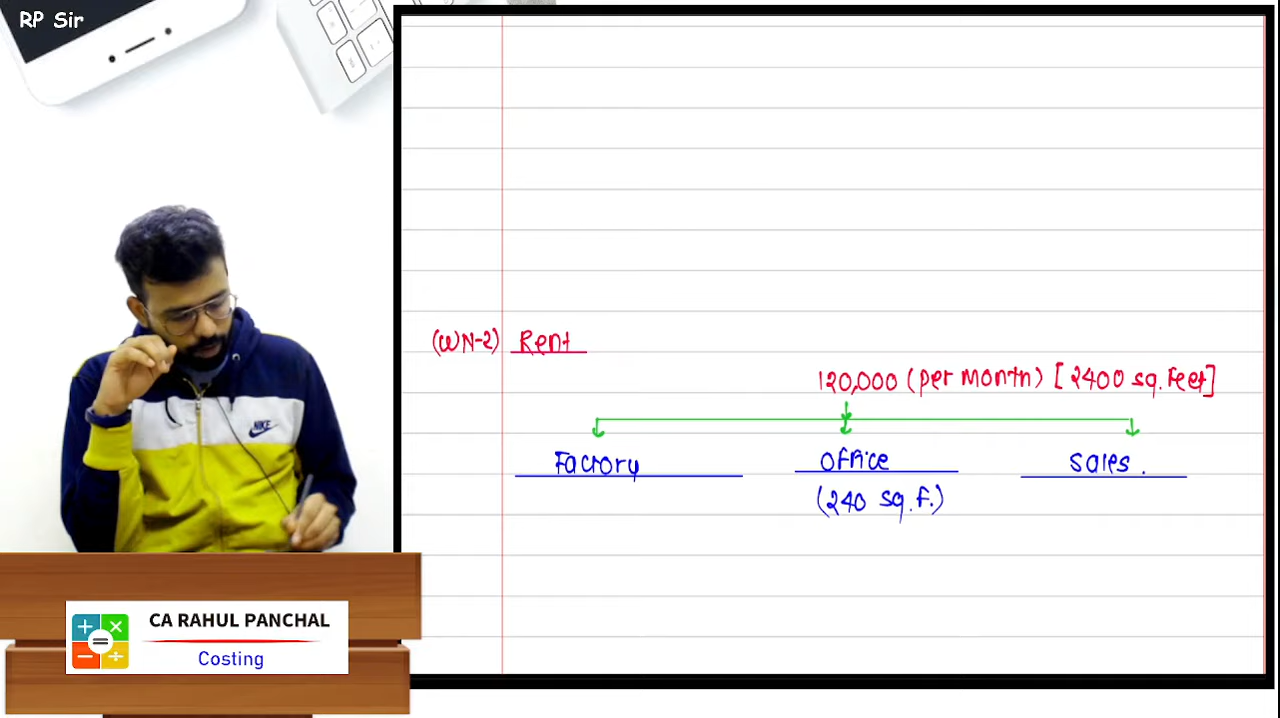 RP Sir
(WN-2) Rent
120,000 (per month) [2400 sq.feet]
Factory office sales.
(240 sq.f.)
NIKE
CA RAHUL PANCHAL
Costing